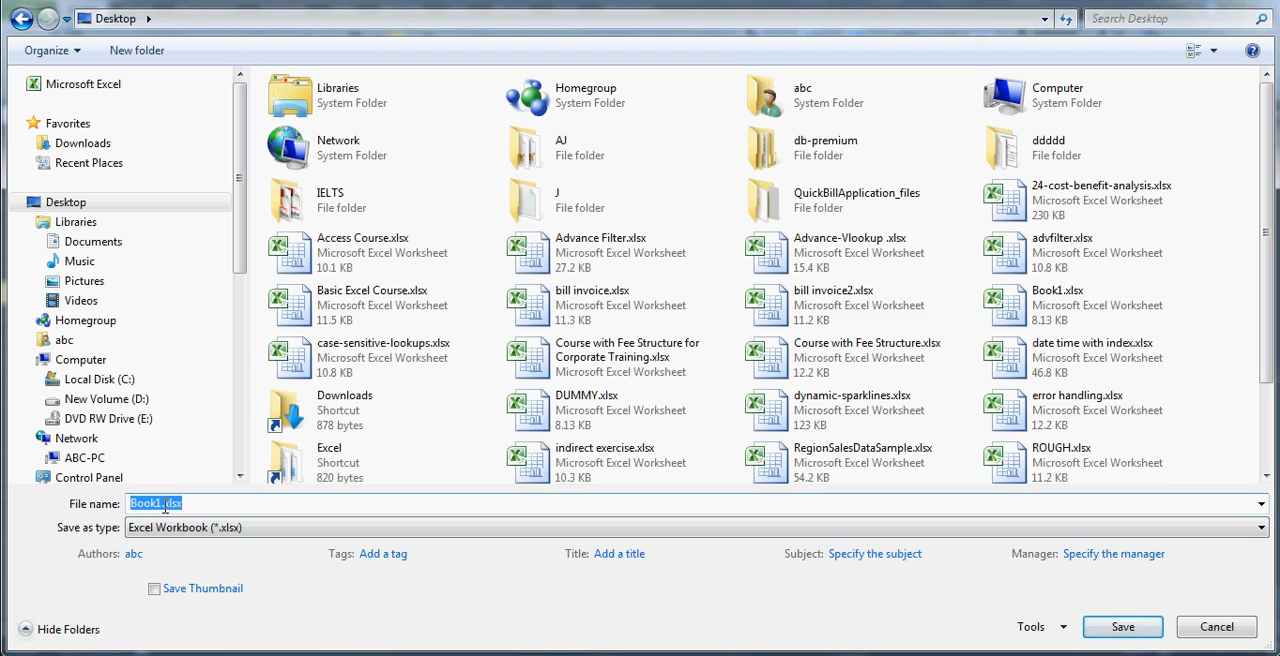 Desktop
Search Desktop
Organize
New folder
Microsoft Excel
Favorites
Downloads
Recent Places
Desktop
Libraries
Documents
Music
Pictures
Videos
Homegroup
abc
Computer
Local Disk (C:)
New Volume (D:)
DVD RW Drive (E:)
Network
ABC-PC
Control Panel
Libraries
System Folder
Homegroup
System Folder
abc
System Folder
Computer
System Folder
Network
System Folder
AJ
File folder
db-premium
File folder
ddddd
File folder
IELTS
File folder
J
File folder
QuickBillApplication_files
File folder
24-cost-benefit-analysis.xlsx
Microsoft Excel Worksheet
230 KB
Access Course.xlsx
Microsoft Excel Worksheet
10.1 KB
Advance Filter.xlsx
Microsoft Excel Worksheet
27.2 KB
Advance-Vlookup .xlsx
Microsoft Excel Worksheet
15.4 KB
advfilter.xlsx
Microsoft Excel Worksheet
10.8 KB
Basic Excel Course.xlsx
Microsoft Excel Worksheet
11.5 KB
bill invoice.xlsx
Microsoft Excel Worksheet
11.3 KB
bill invoice2.xlsx
Microsoft Excel Worksheet
11.2 KB
Book1.xlsx
Microsoft Excel Worksheet
8.13 KB
case-sensitive-lookups.xlsx
Microsoft Excel Worksheet
10.8 KB
Course with Fee Structure for
Corporate Training.xlsx
Microsoft Excel Worksheet
Course with Fee Structure.xlsx
Microsoft Excel Worksheet
12.2 KB
date time with index.xlsx
Microsoft Excel Worksheet
46.8 KB
Downloads
Shortcut
878 bytes
DUMMY.xlsx
Microsoft Excel Worksheet
8.13 KB
dynamic-sparklines.xlsx
Microsoft Excel Worksheet
123 KB
error handling.xlsx
Microsoft Excel Worksheet
12.2 KB
Excel
Shortcut
820 bytes
indirect exercise.xlsx
Microsoft Excel Worksheet
10.3 KB
RegionSalesDataSample.xlsx
Microsoft Excel Worksheet
54.2 KB
ROUGH.xlsx
Microsoft Excel Worksheet
11.2 KB
File name: Book1.xlsx
Save as type: Excel Workbook (*.xlsx)
Authors: abc
Tags: Add a tag
Title: Add a title
Subject: Specify the subject
Manager: Specify the manager
Save Thumbnail
Hide Folders
Tools
Save
Cancel